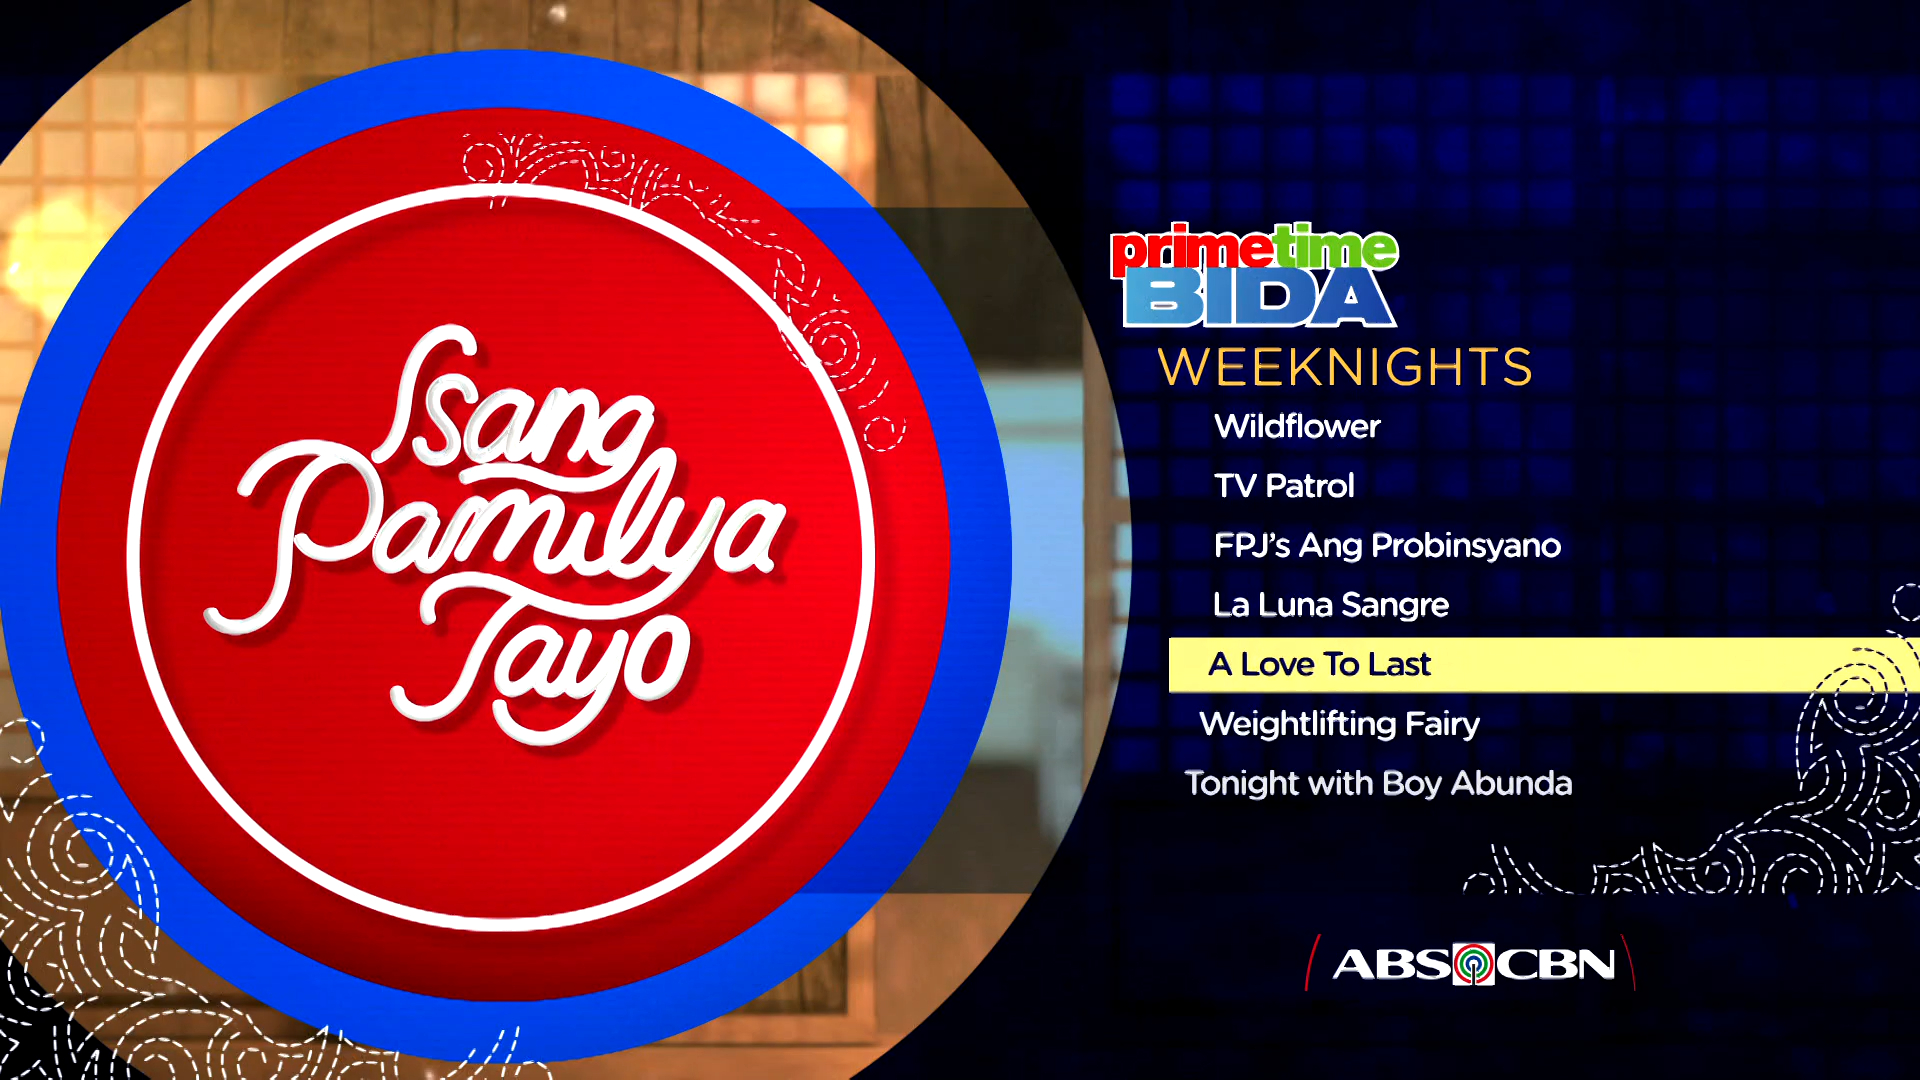 Isang
Pamilya
Tayo
primetime
BIDA
WEEKNIGHTS
Wildflower
TV Patrol
FPJ's Ang Probinsyano
La Luna Sangre
A Love To Last
Weightlifting Fairy
Tonight with Boy Abunda
ABS CBN